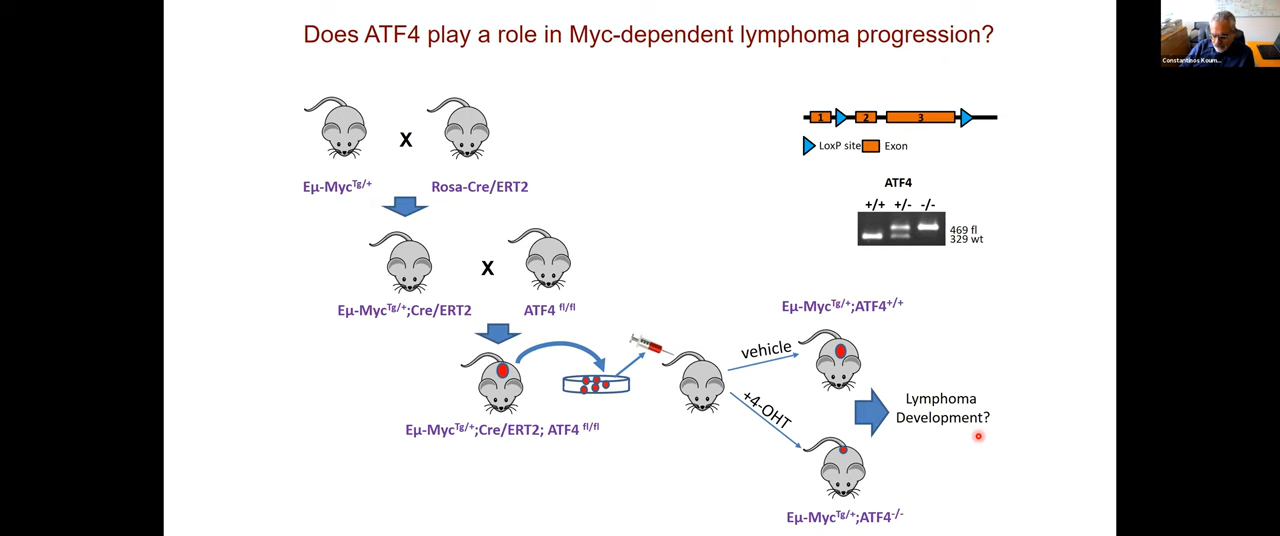 Does ATF4 play a role in Myc-dependent lymphoma progression?
Constantinos Koum...
X
Eμ-Myc^Tg/+
Rosa-Cre/ERT2
1
2
3
LoxP site
Exon
ATF4
+/+ +/- -/-
469 fl
329 wt
X
Eμ-Myc^Tg/+;Cre/ERT2
ATF4 ^fl/fl
Eμ-Myc^Tg/+;Cre/ERT2; ATF4 ^fl/fl
vehicle
+4-OHT
Eμ-Myc^Tg/+;ATF4^+/+
Lymphoma
Development?
Eμ-Myc^Tg/+;ATF4^-/-